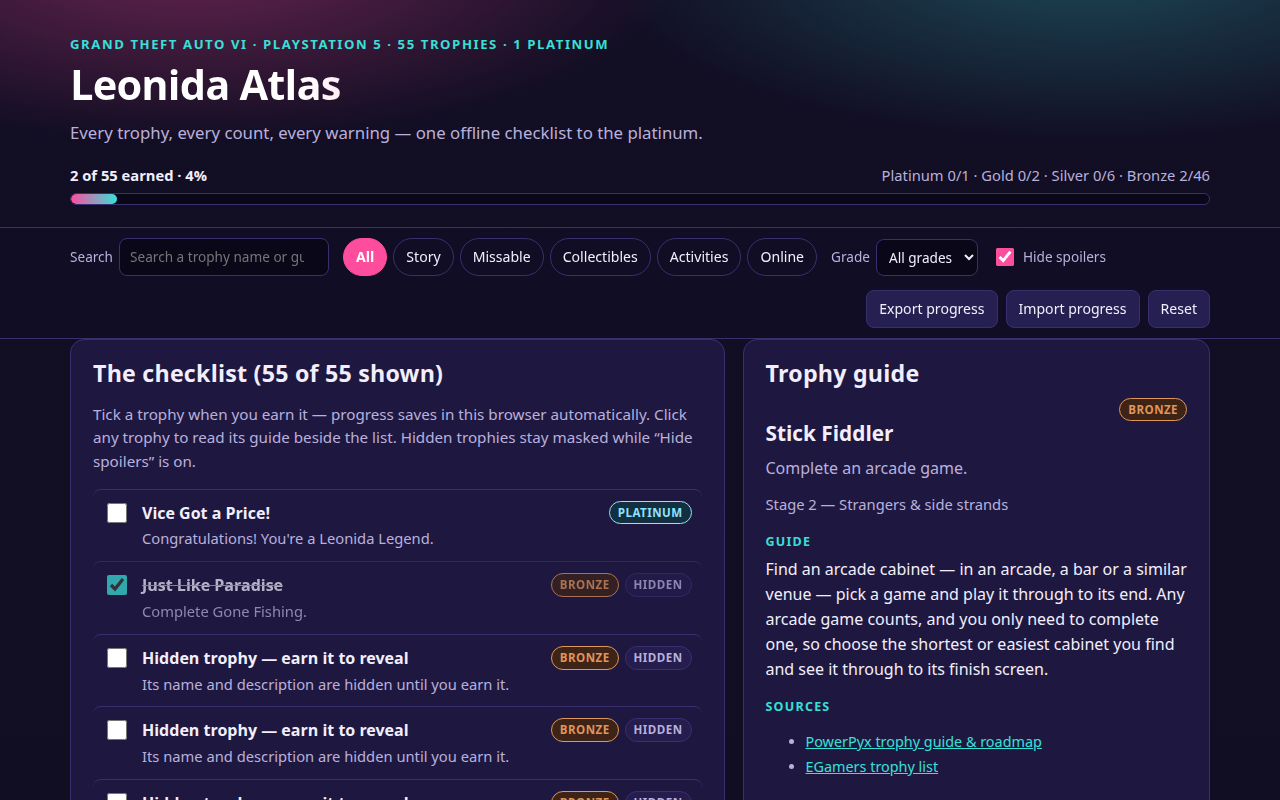 GRAND THEFT AUTO VI · PLAYSTATION 5 · 55 TROPHIES · 1 PLATINUM
Leonida Atlas
Every trophy, every count, every warning — one offline checklist to the platinum.
2 of 55 earned · 4%
Platinum 0/1 · Gold 0/2 · Silver 0/6 · Bronze 2/46
Search
Search a trophy name or gu
All
Story
Missable
Collectibles
Activities
Online
Grade
All grades
Hide spoilers
Export progress
Import progress
Reset
The checklist (55 of 55 shown)
Tick a trophy when you earn it — progress saves in this browser automatically. Click
any trophy to read its guide beside the list. Hidden trophies stay masked while “Hide
spoilers” is on.
Vice Got a Price!
PLATINUM
Congratulations! You're a Leonida Legend.
Just Like Paradise
BRONZE
HIDDEN
Complete Gone Fishing.
Hidden trophy — earn it to reveal
BRONZE
HIDDEN
Its name and description are hidden until you earn it.
Hidden trophy — earn it to reveal
BRONZE
HIDDEN
Its name and description are hidden until you earn it.
Hidden trophy — earn it to reveal
BRONZE
HIDDEN
Trophy guide
BRONZE
Stick Fiddler
Complete an arcade game.
Stage 2 — Strangers & side strands
GUIDE
Find an arcade cabinet — in an arcade, a bar or a similar
venue — pick a game and play it through to its end. Any
arcade game counts, and you only need to complete
one, so choose the shortest or easiest cabinet you find
and see it through to its finish screen.
SOURCES
PowerPyx trophy guide & roadmap
EGamers trophy list